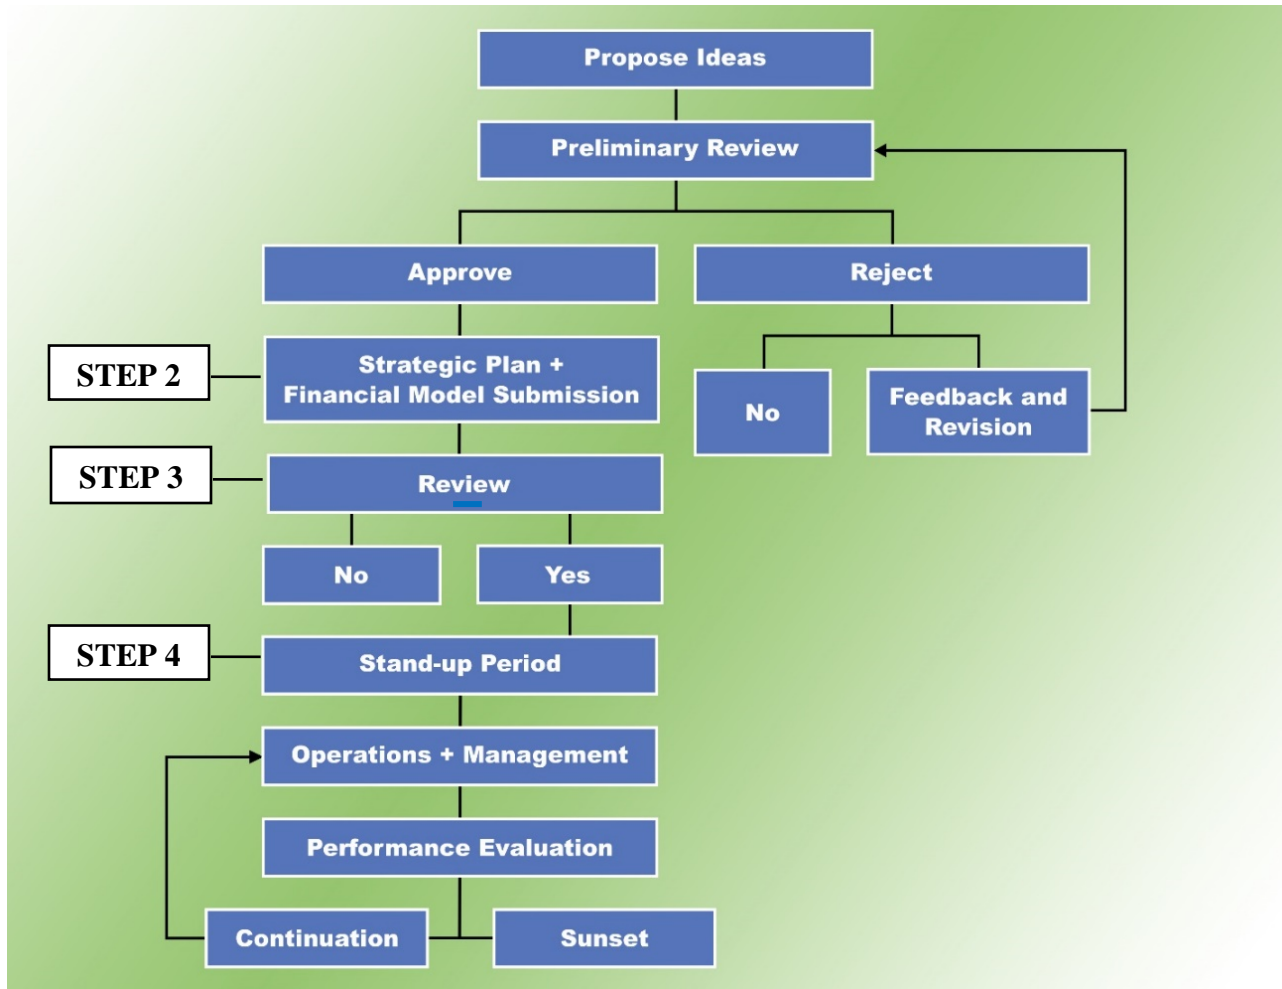 Propose Ideas
Preliminary Review
Approve
Reject
STEP 2
Strategic Plan +
Financial Model Submission
No
Feedback and
Revision
STEP 3
Review
No
Yes
STEP 4
Stand-up Period
Operations + Management
Performance Evaluation
Continuation
Sunset